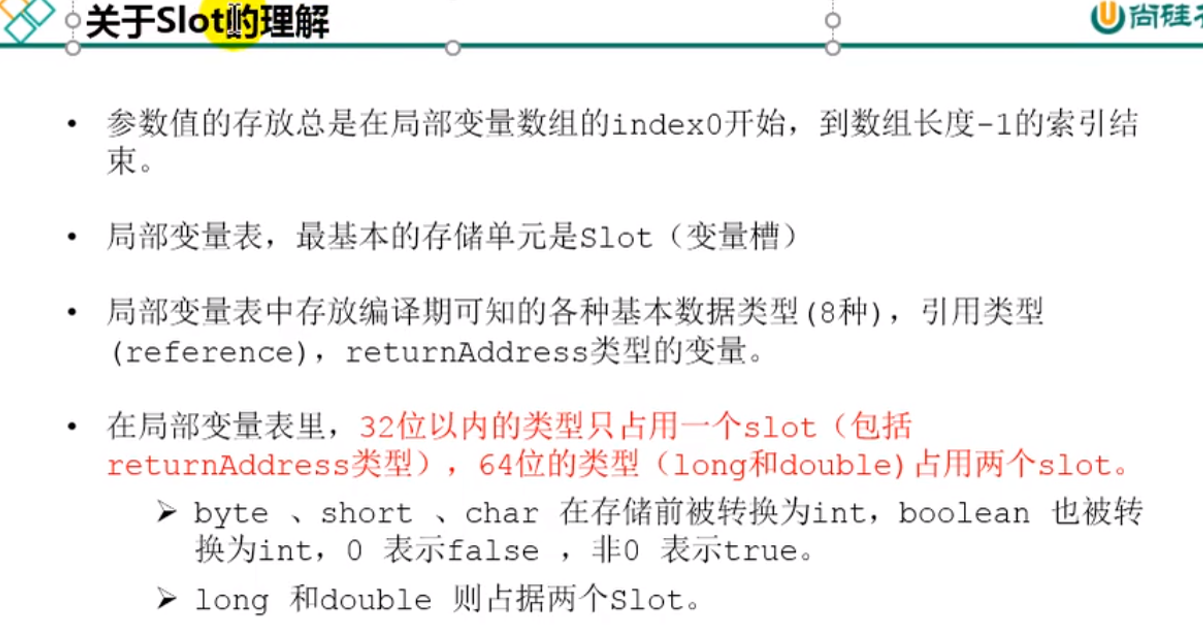 关于Slot的理解
尚硅谷
• 参数值的存放总是在局部变量数组的index0开始，到数组长度-1的索引结
束。
• 局部变量表，最基本的存储单元是Slot（变量槽）
• 局部变量表中存放编译期可知的各种基本数据类型(8种)，引用类型
(reference)，returnAddress类型的变量。
• 在局部变量表里，32位以内的类型只占用一个slot（包括
returnAddress类型），64位的类型（long和double)占用两个slot。
➢ byte 、short 、char 在存储前被转换为int，boolean 也被转
换为int，0 表示false ，非0 表示true。
➢ long 和double 则占据两个Slot。